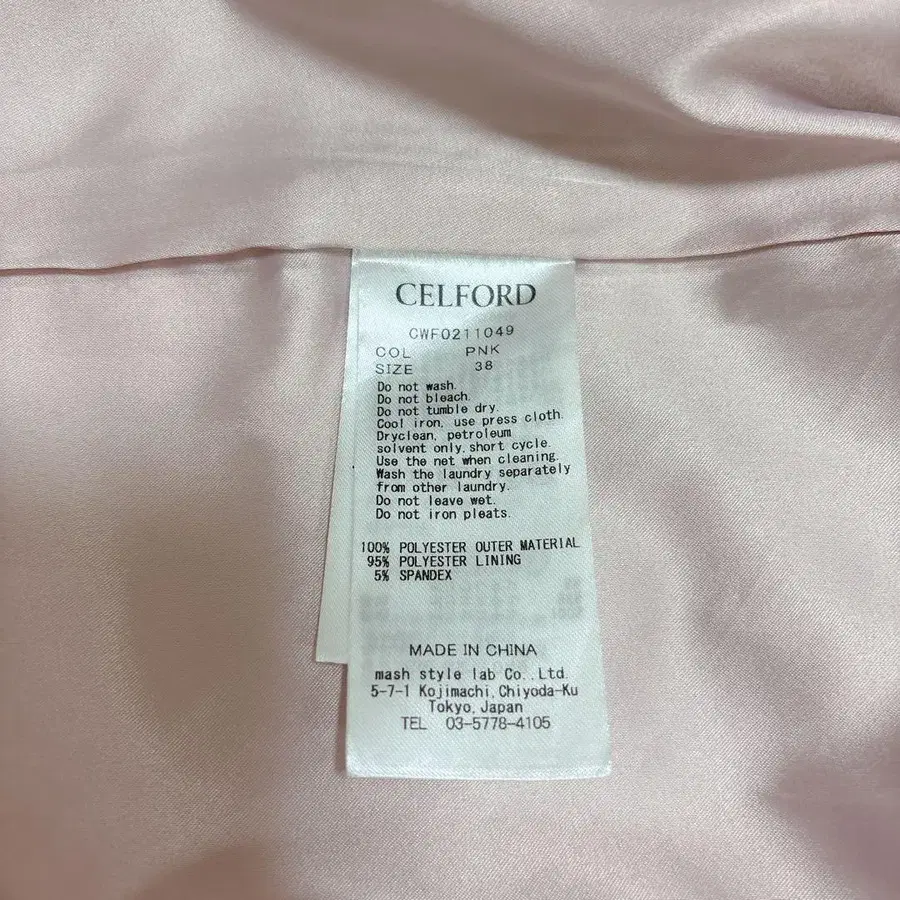 CELFORD
CWF0211049
COL PNK
SIZE 38
Do not wash.
Do not bleach.
Do not tumble dry.
Cool iron, use press cloth.
Dryclean, petroleum
solvent only, short cycle.
Use the net when cleaning.
Wash the laundry separately
from other laundry.
Do not leave wet.
Do not iron pleats.
100% POLYESTER OUTER MATERIAL
95% POLYESTER LINING
5% SPANDEX
MADE IN CHINA
mash style lab Co.,Ltd.
5-7-1 Kojimachi,Chiyoda-Ku
Tokyo,Japan
TEL 03-5778-4105